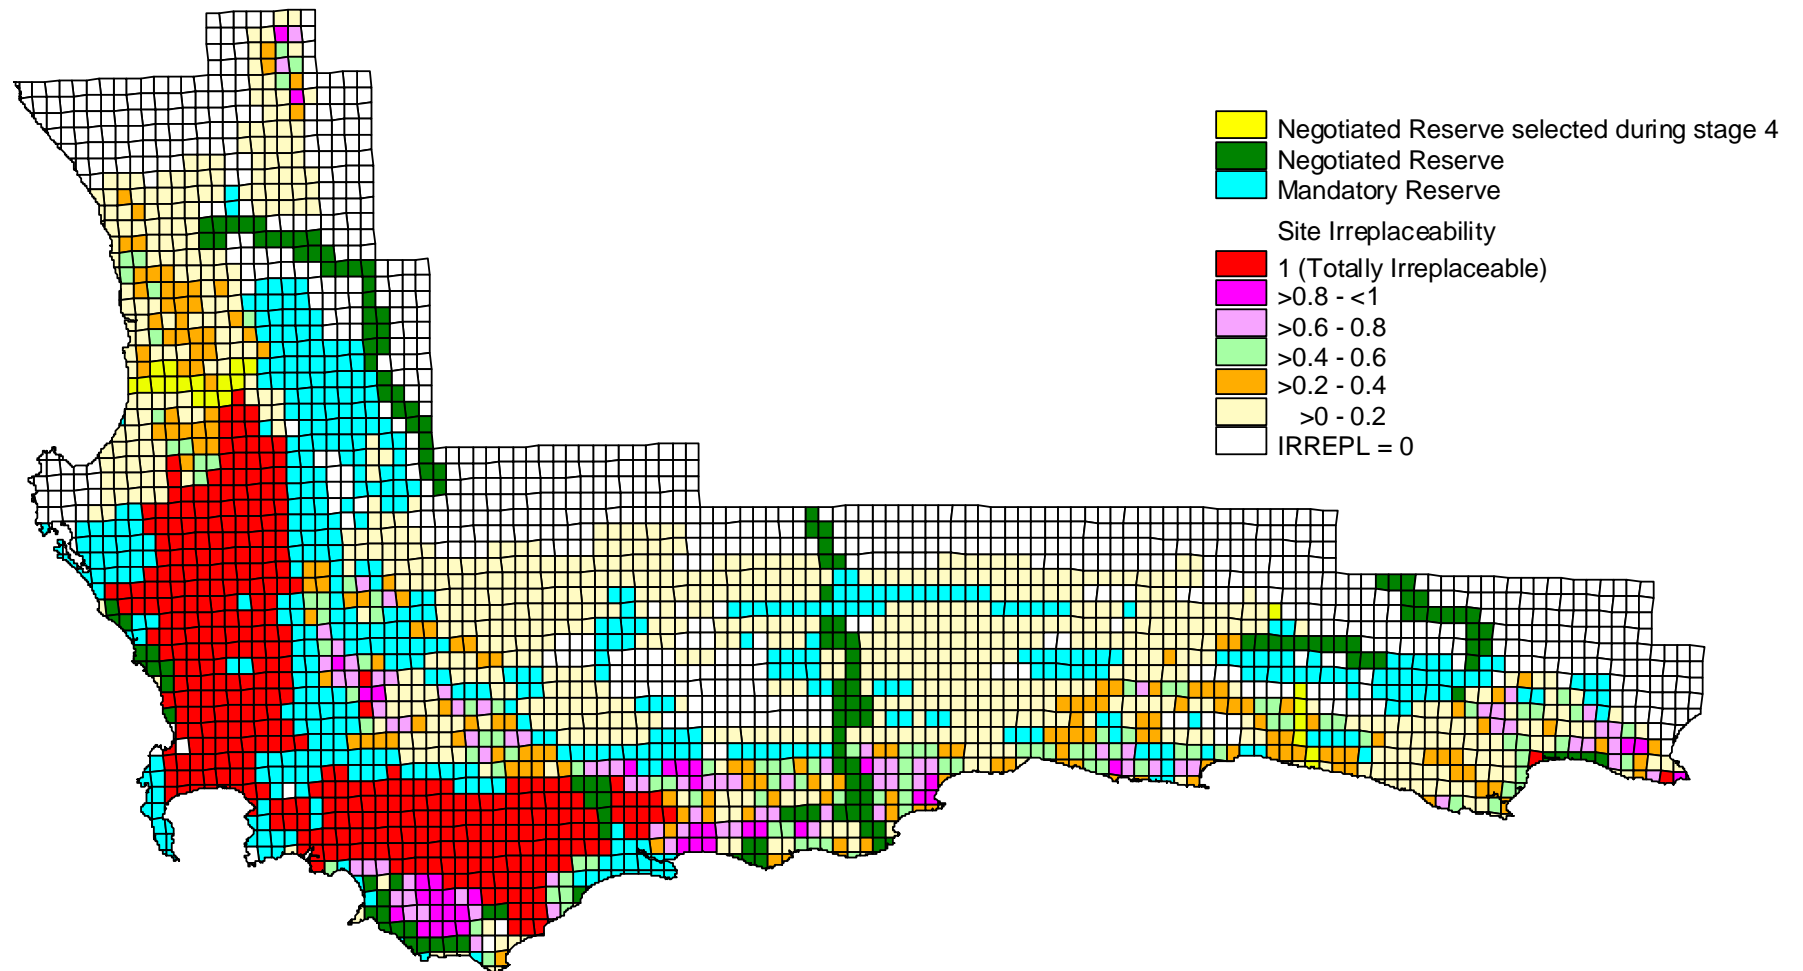 Negotiated Reserve selected during stage 4
Negotiated Reserve
Mandatory Reserve
Site Irreplaceability
1 (Totally Irreplaceable)
>0.8 - <1
>0.6 - 0.8
>0.4 - 0.6
>0.2 - 0.4
>0 - 0.2
IRREPL = 0